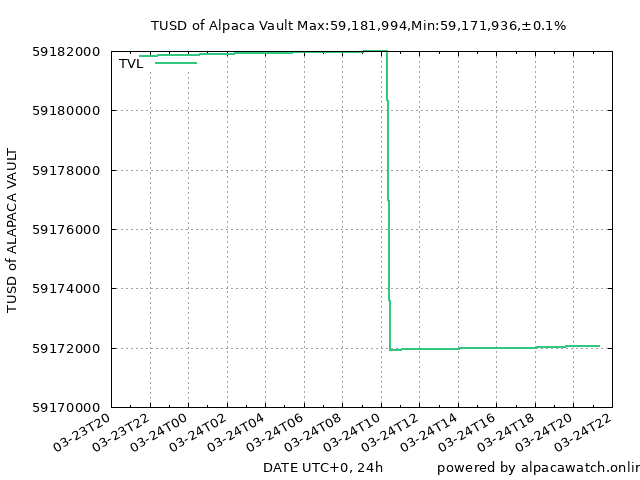 TUSD of Alpaca Vault Max:59,181,994,Min:59,171,936,±0.1%
TUSD of ALAPACA VAULT
TVL
59182000
59180000
59178000
59176000
59174000
59172000
59170000
03-23T20
03-23T22
03-24T00
03-24T02
03-24T04
03-24T06
03-24T08
03-24T10
03-24T12
03-24T14
03-24T16
03-24T18
03-24T20
03-24T22
DATE UTC+0, 24h
powered by alpacawatch.onlin